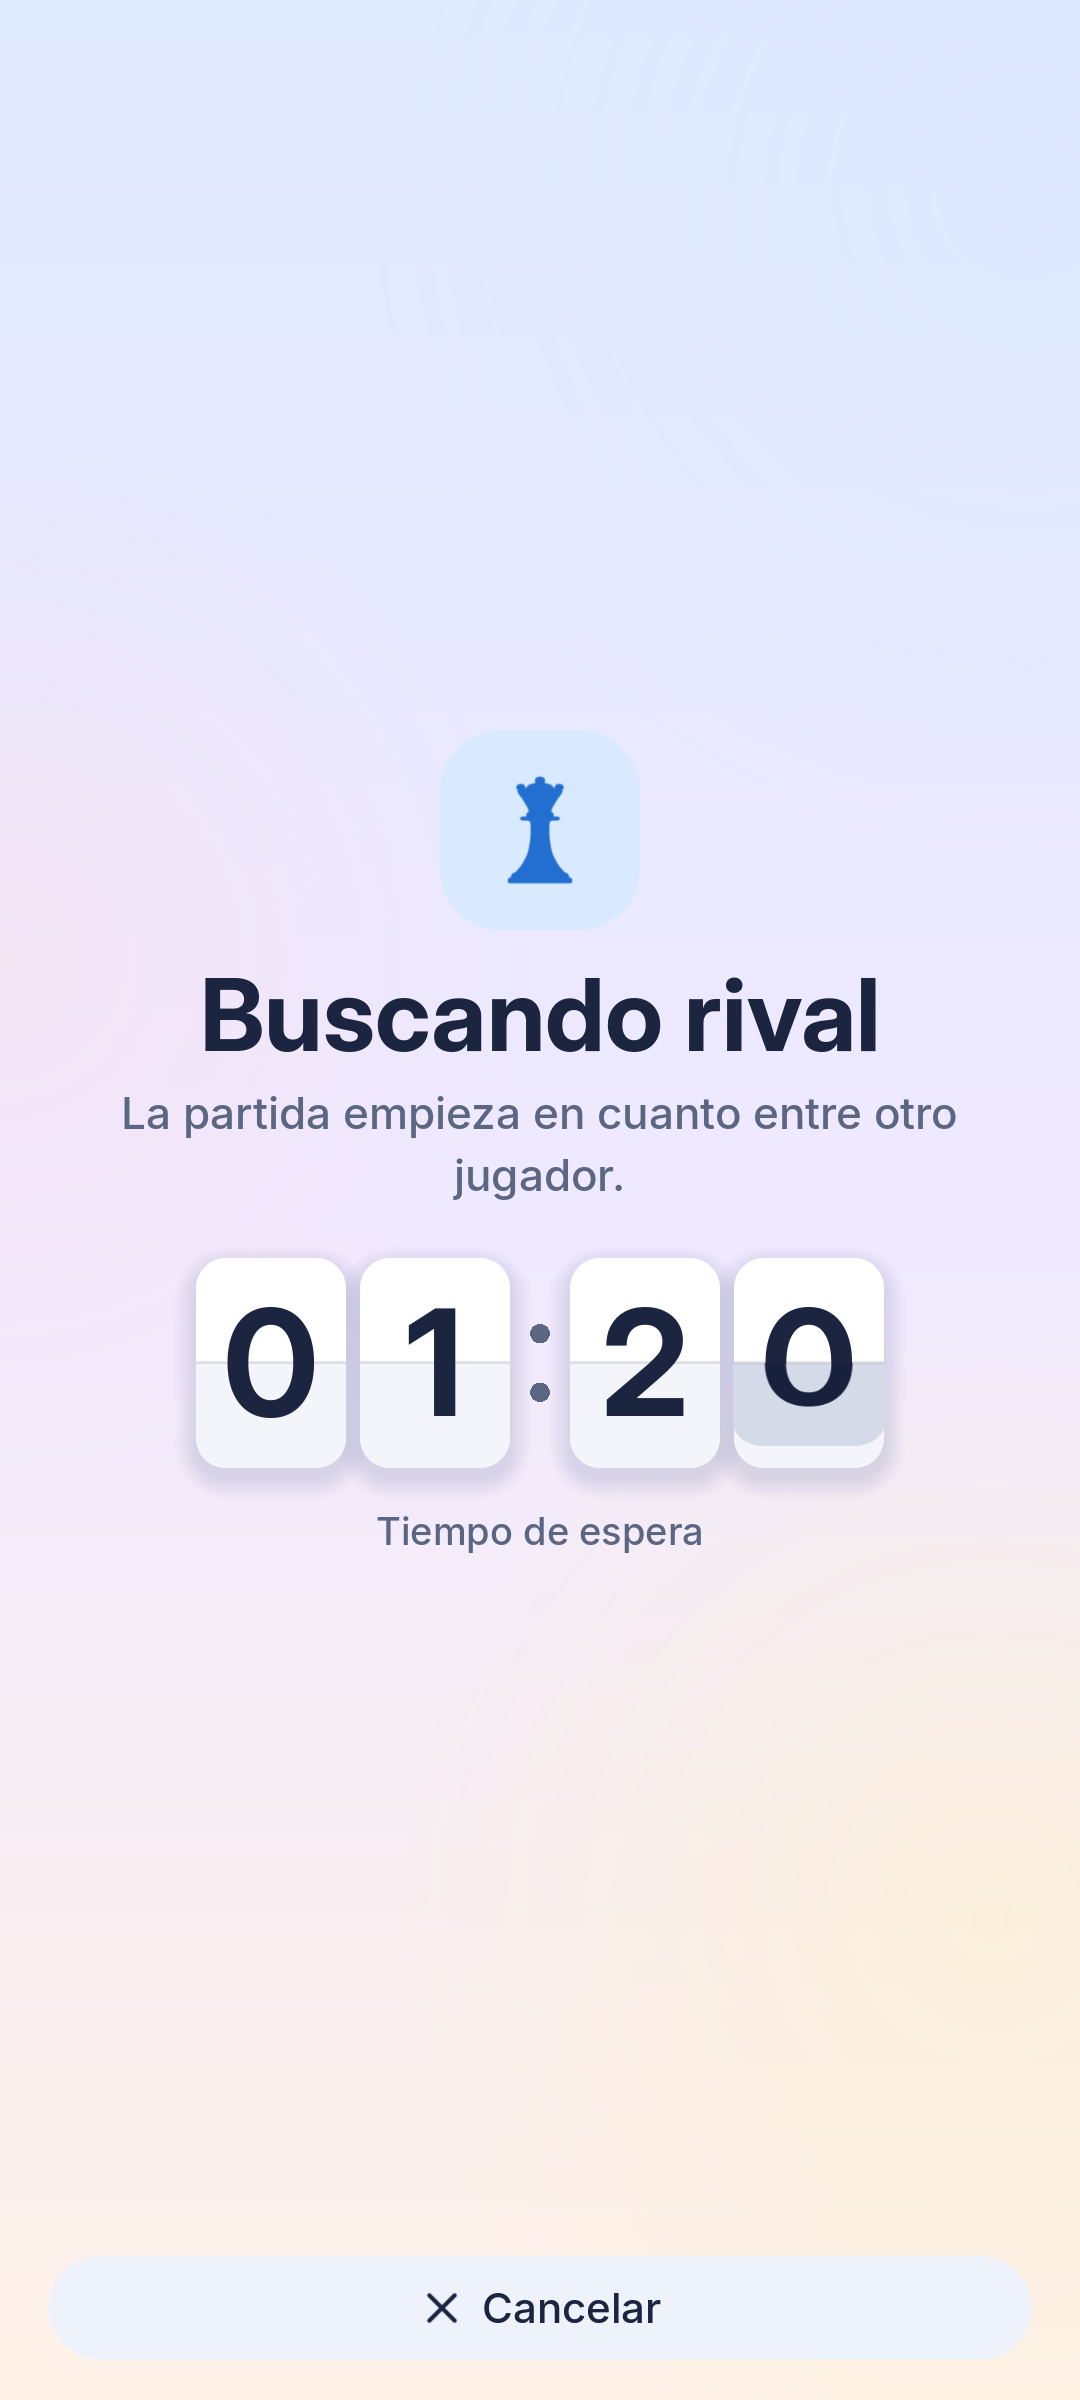 Buscando rival
La partida empieza en cuanto entre otro
jugador.
01:20
Tiempo de espera
Cancelar